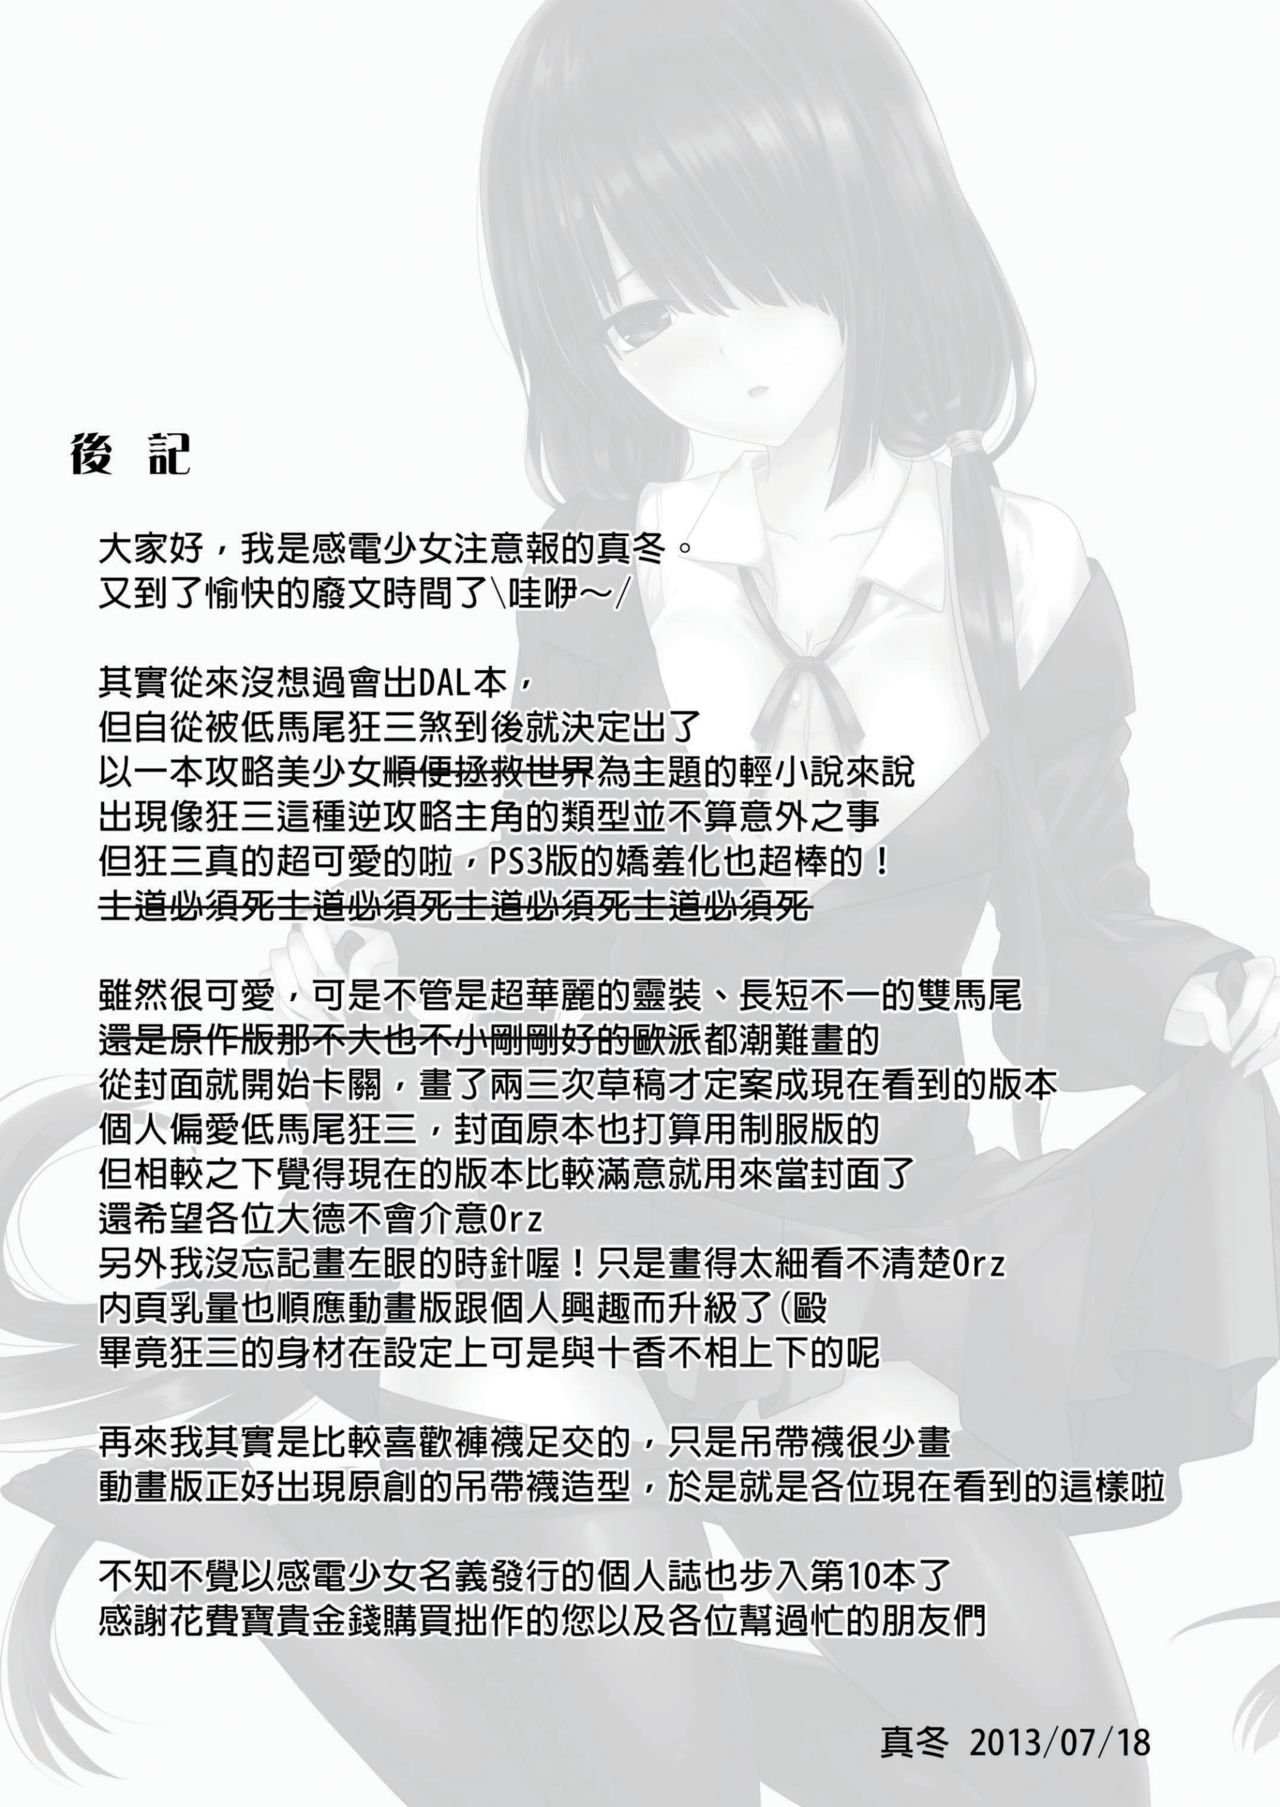 後記
大家好，我是感電少女注意報的真冬。
又到了愉快的廢文時間了\哇咿～/
其實從來沒想過會出DAL本，
但自從被低馬尾狂三煞到後就決定出了
以一本攻略美少女順便拯救世界為主題的輕小說來說
出現像狂三這種逆攻略主角的類型並不算意外之事
但狂三真的超可愛的啦，PS3版的嬌羞化也超棒的！
士道必須死士道必須死士道必須死士道必須死
雖然很可愛，可是不管是超華麗的靈裝、長短不一的雙馬尾
還是原作版那不大也不小剛剛好的歐派都潮難畫的
從封面就開始卡關，畫了兩三次草稿才定案成現在看到的版本
個人偏愛低馬尾狂三，封面原本也打算用制服版的
但相較之下覺得現在的版本比較滿意就用來當封面了
還希望各位大德不會介意Orz
另外我沒忘記畫左眼的時針喔！只是畫得太細看不清楚Orz
内頁乳量也順應動畫版跟個人興趣而升級了(毆
畢竟狂三的身材在設定上可是與十香不相上下的呢
再來我其實是比較喜歡褲襪足交的，只是吊帶襪很少畫
動畫版正好出現原創的吊帶襪造型，於是就是各位現在看到的這樣啦
不知不覺以感電少女名義發行的個人誌也步入第10本了
感謝花費寶貴金錢購買拙作的您以及各位幫過忙的朋友們
真冬 2013/07/18